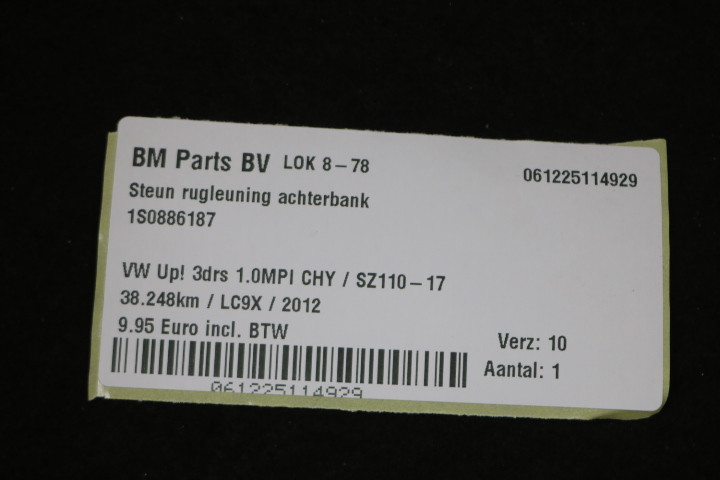 BM Parts BV LOK 8-78
061225114929
Steun rugleuning achterbank
1S0886187
VW Up! 3drs 1.0MPI CHY / SZ110-17
38.248km / LC9X / 2012
9.95 Euro incl. BTW
Verz: 10
Aantal: 1
061225114929